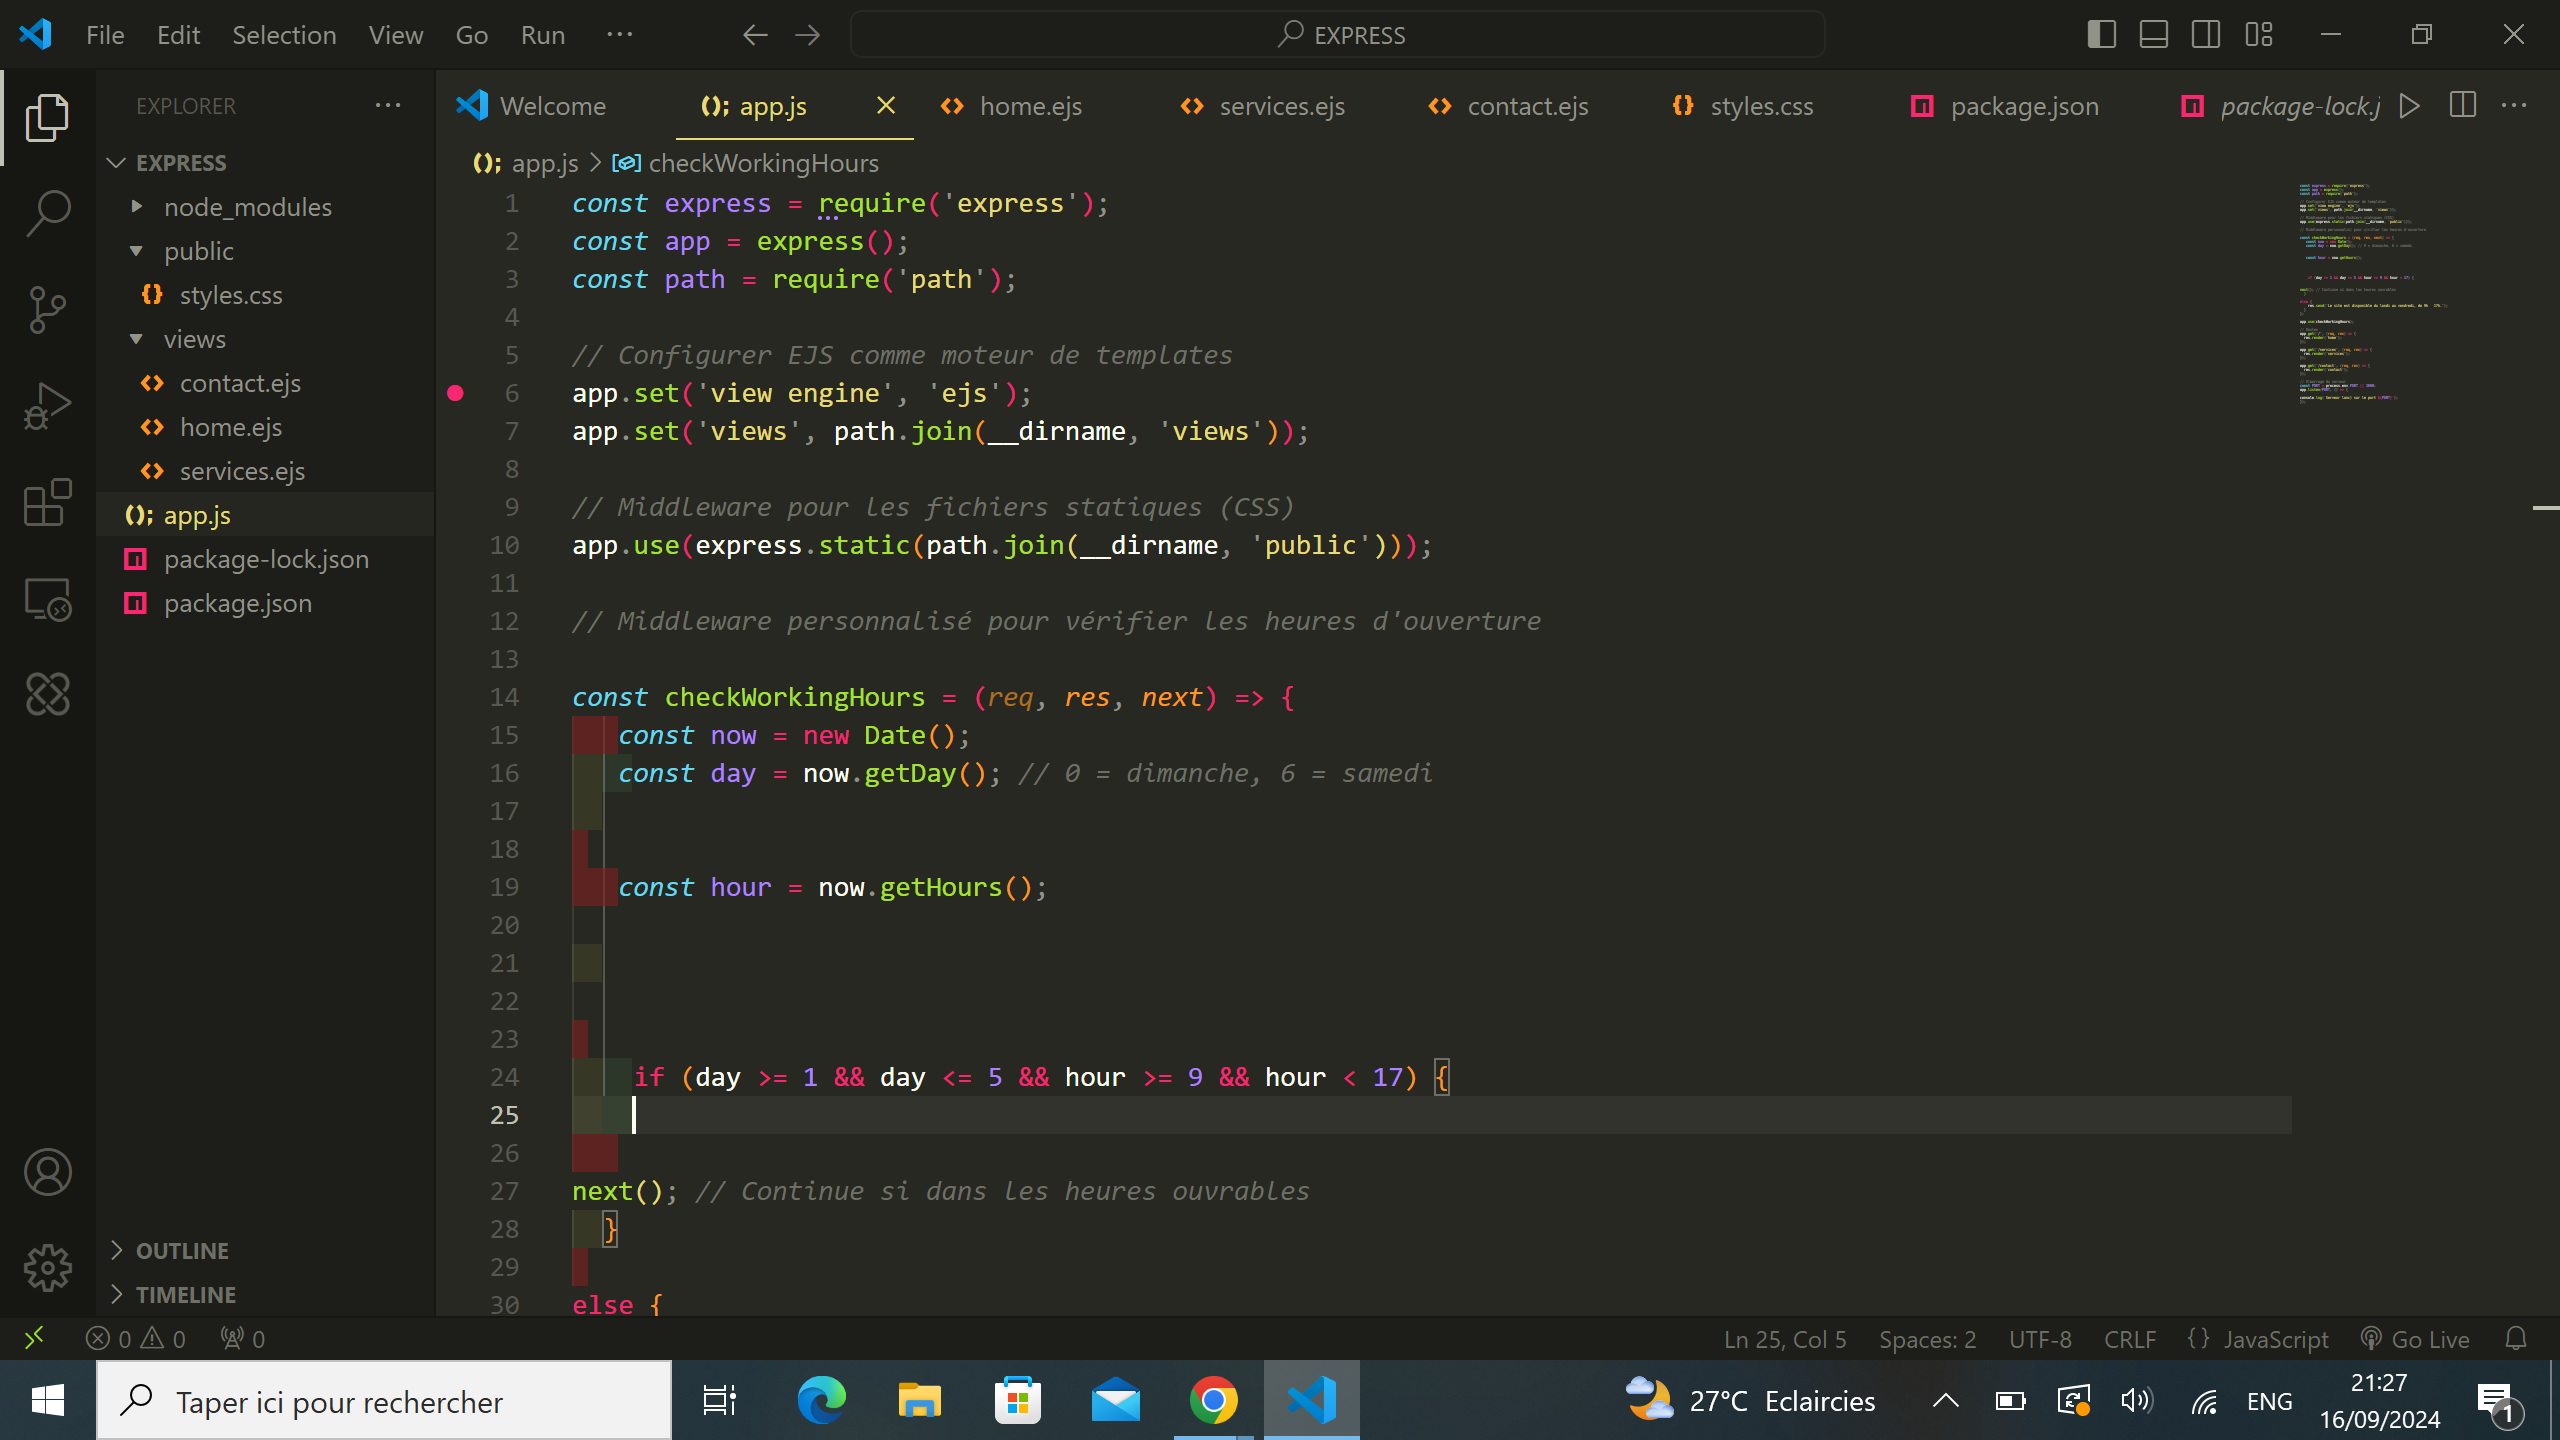 File Edit Selection View Go Run ··· EXPRESS
EXPLORER ···
Welcome app.js home.ejs services.ejs contact.ejs styles.css package.json package-lock.j ···
app.js > checkWorkingHours
EXPRESS
node_modules
public
styles.css
views
contact.ejs
home.ejs
services.ejs
app.js
package-lock.json
package.json
OUTLINE
TIMELINE
1 const express = require('express');
2 const app = express();
3 const path = require('path');
4
5 // Configurer EJS comme moteur de templates
6 app.set('view engine', 'ejs');
7 app.set('views', path.join(__dirname, 'views'));
8
9 // Middleware pour les fichiers statiques (CSS)
10 app.use(express.static(path.join(__dirname, 'public')));
11
12 // Middleware personnalisé pour vérifier les heures d'ouverture
13
14 const checkWorkingHours = (req, res, next) => {
15 const now = new Date();
16 const day = now.getDay(); // 0 = dimanche, 6 = samedi
17
18
19 const hour = now.getHours();
20
21
22
23
24 if (day >= 1 && day <= 5 && hour >= 9 && hour < 17) {
25
26
27 next(); // Continue si dans les heures ouvrables
28 }
29
30 else {
0 0 0 Ln 25, Col 5 Spaces: 2 UTF-8 CRLF {} JavaScript Go Live
Taper ici pour rechercher 27°C Eclaircies ENG 21:27
16/09/2024 1